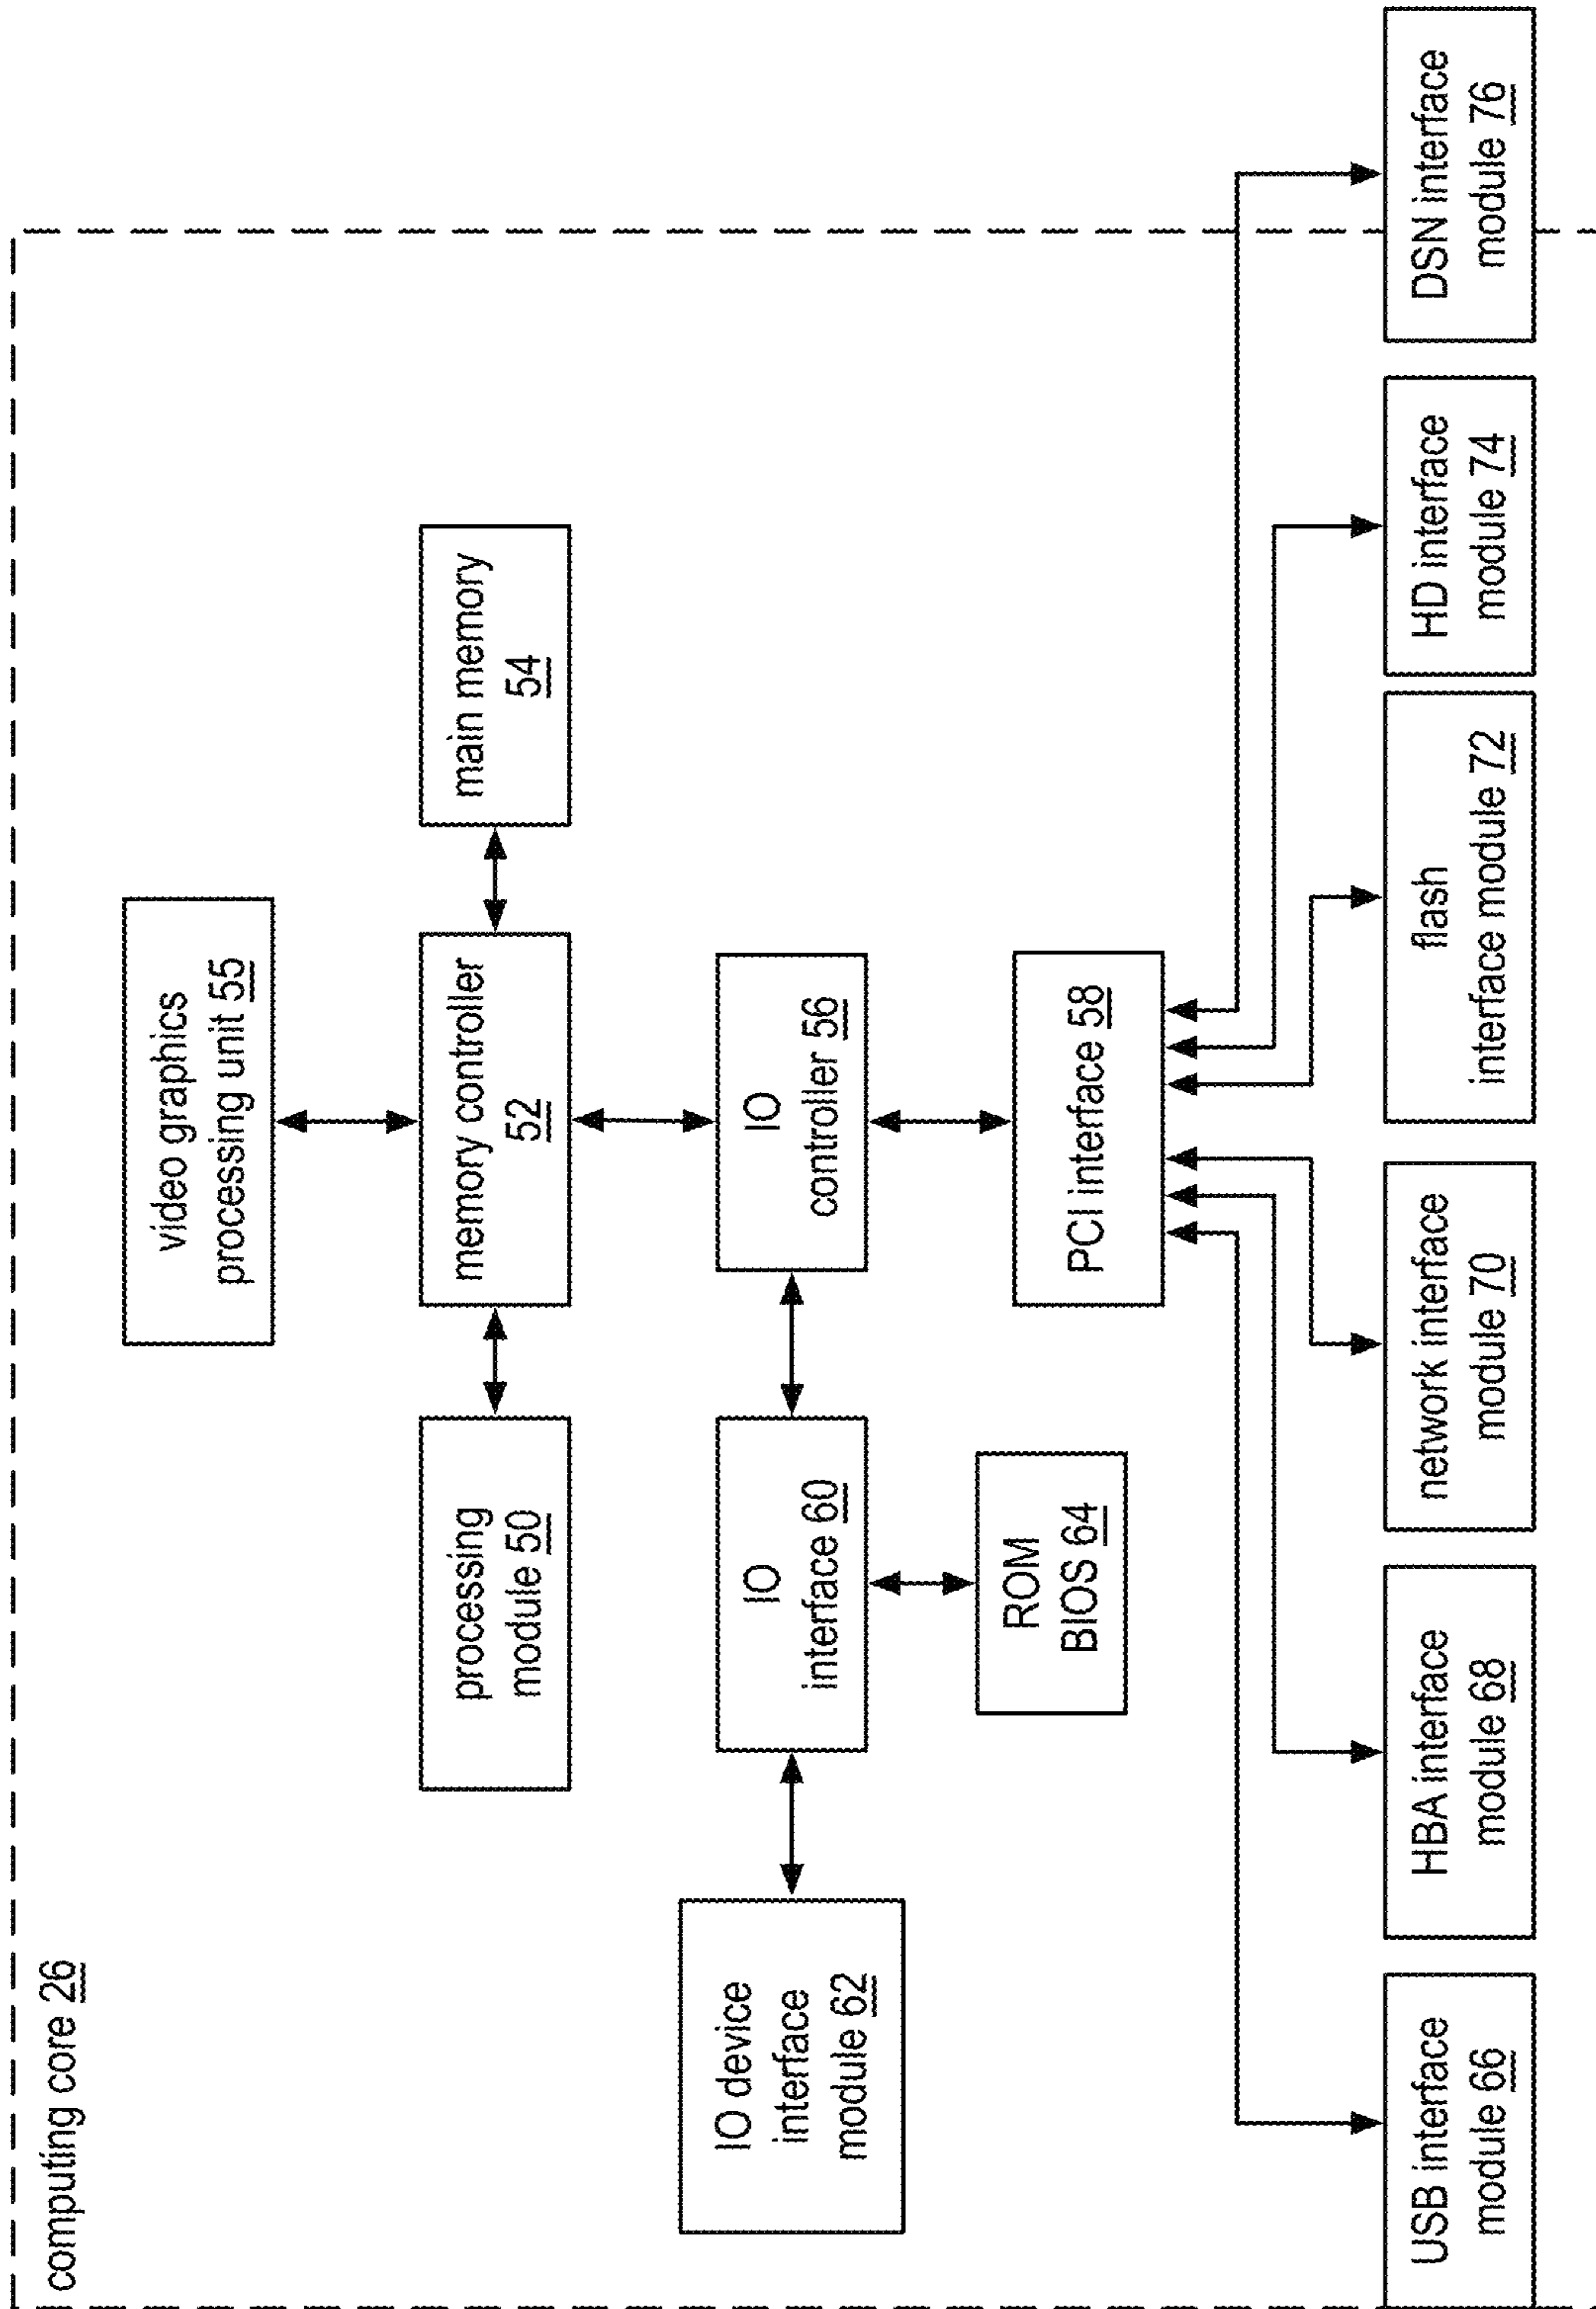 computing core 26
video graphics
processing unit 55
processing
module 50
memory controller
52
main memory
54
IO device
interface
module 62
IO
interface 60
IO
controller 56
ROM
BIOS 64
PCI interface 58
USB interface
module 66
HBA interface
module 68
network interface
module 70
flash
interface module 72
HD interface
module 74
DSN interface
module 76